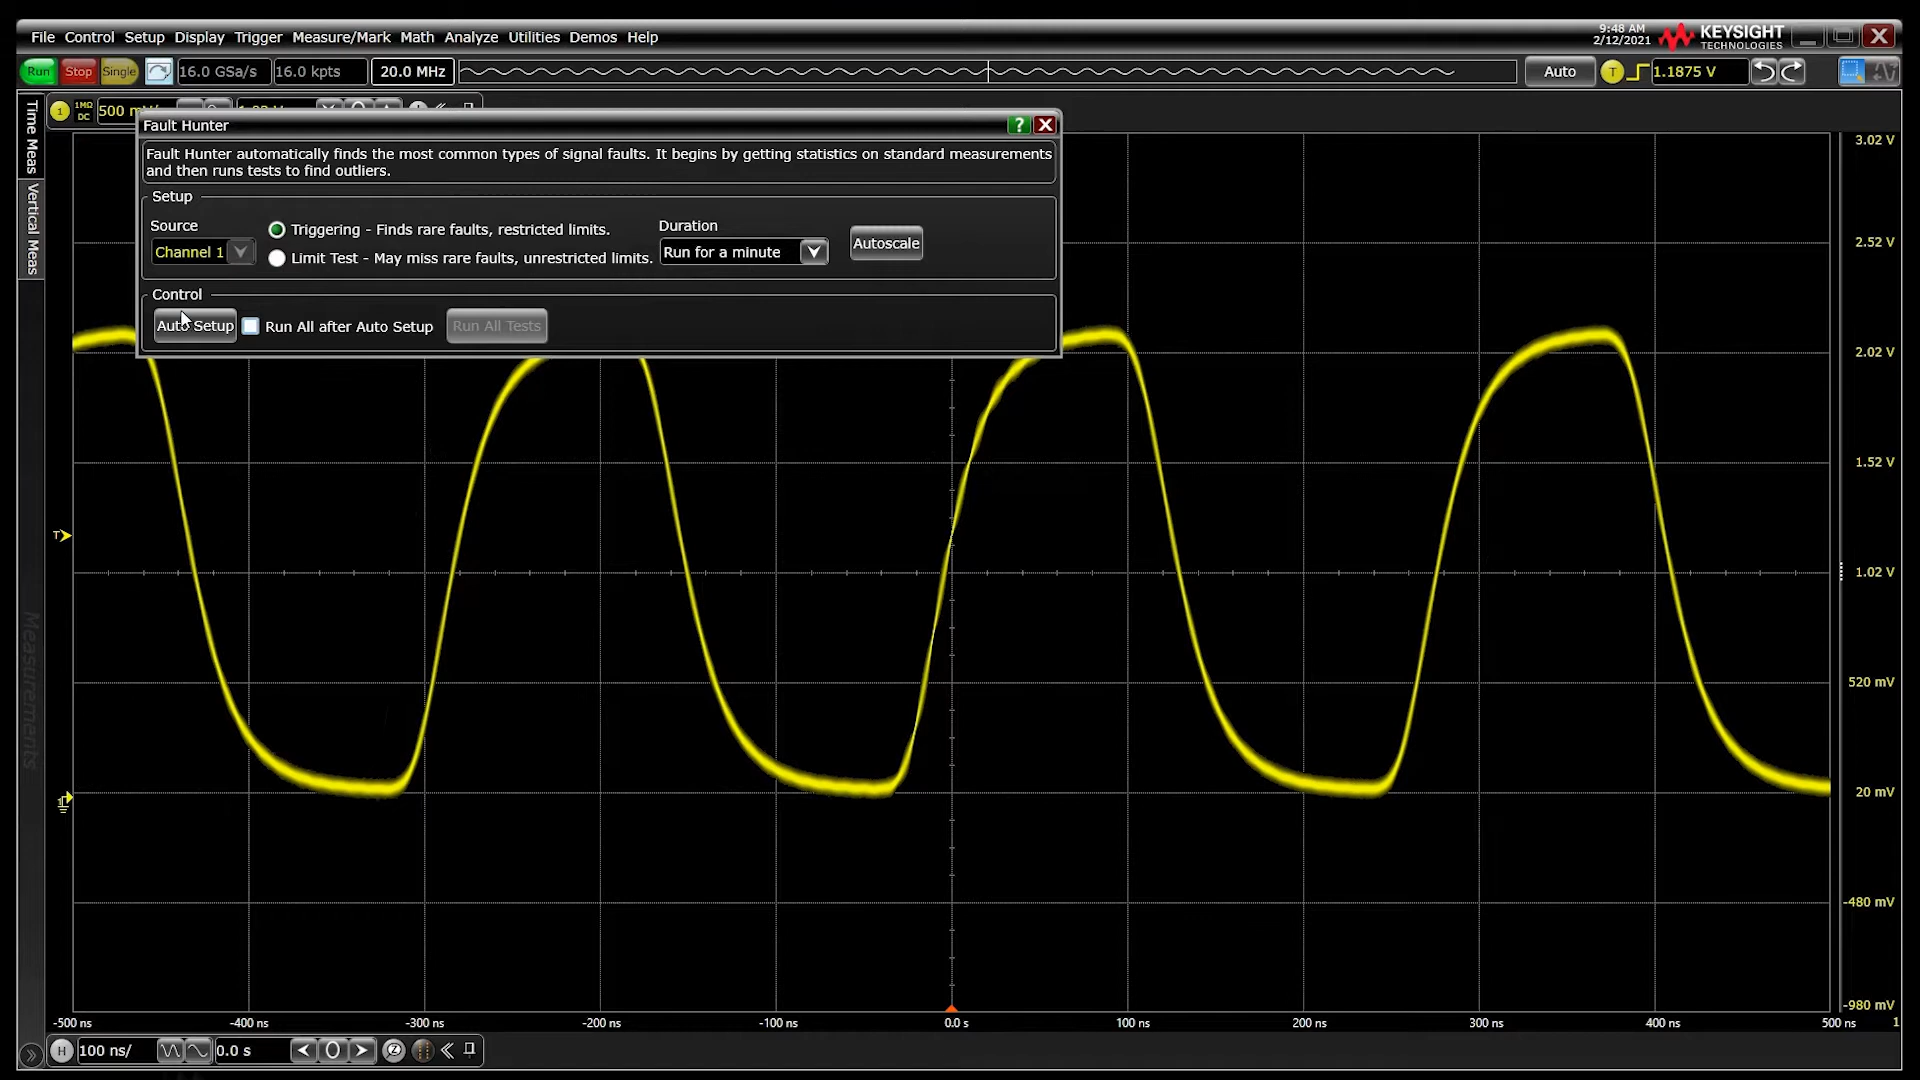 File Control Setup Display Trigger Measure/Mark Math Analyze Utilities Demos Help
9:48 AM
2/12/2021
KEYSIGHT
TECHNOLOGIES
Run Stop Single 16.0 GSa/s 16.0 kpts 20.0 MHz Auto T 1.1875 V
Time Meas
Vertical Meas
Measurements
1 1MΩ
DC
500 mV/
Fault Hunter
?
Fault Hunter automatically finds the most common types of signal faults. It begins by getting statistics on standard measurements
and then runs tests to find outliers.
Setup
Source
Channel 1
Triggering - Finds rare faults, restricted limits.
Limit Test - May miss rare faults, unrestricted limits.
Duration
Run for a minute
Autoscale
Control
Auto Setup
Run All after Auto Setup
Run All Tests
3.02 V
2.52 V
2.02 V
1.52 V
1.02 V
520 mV
20 mV
-480 mV
-980 mV
T
-500 ns -400 ns -300 ns -200 ns -100 ns 0.0 s 100 ns 200 ns 300 ns 400 ns 500 ns 1
H 100 ns/ 0.0 s 0 Z